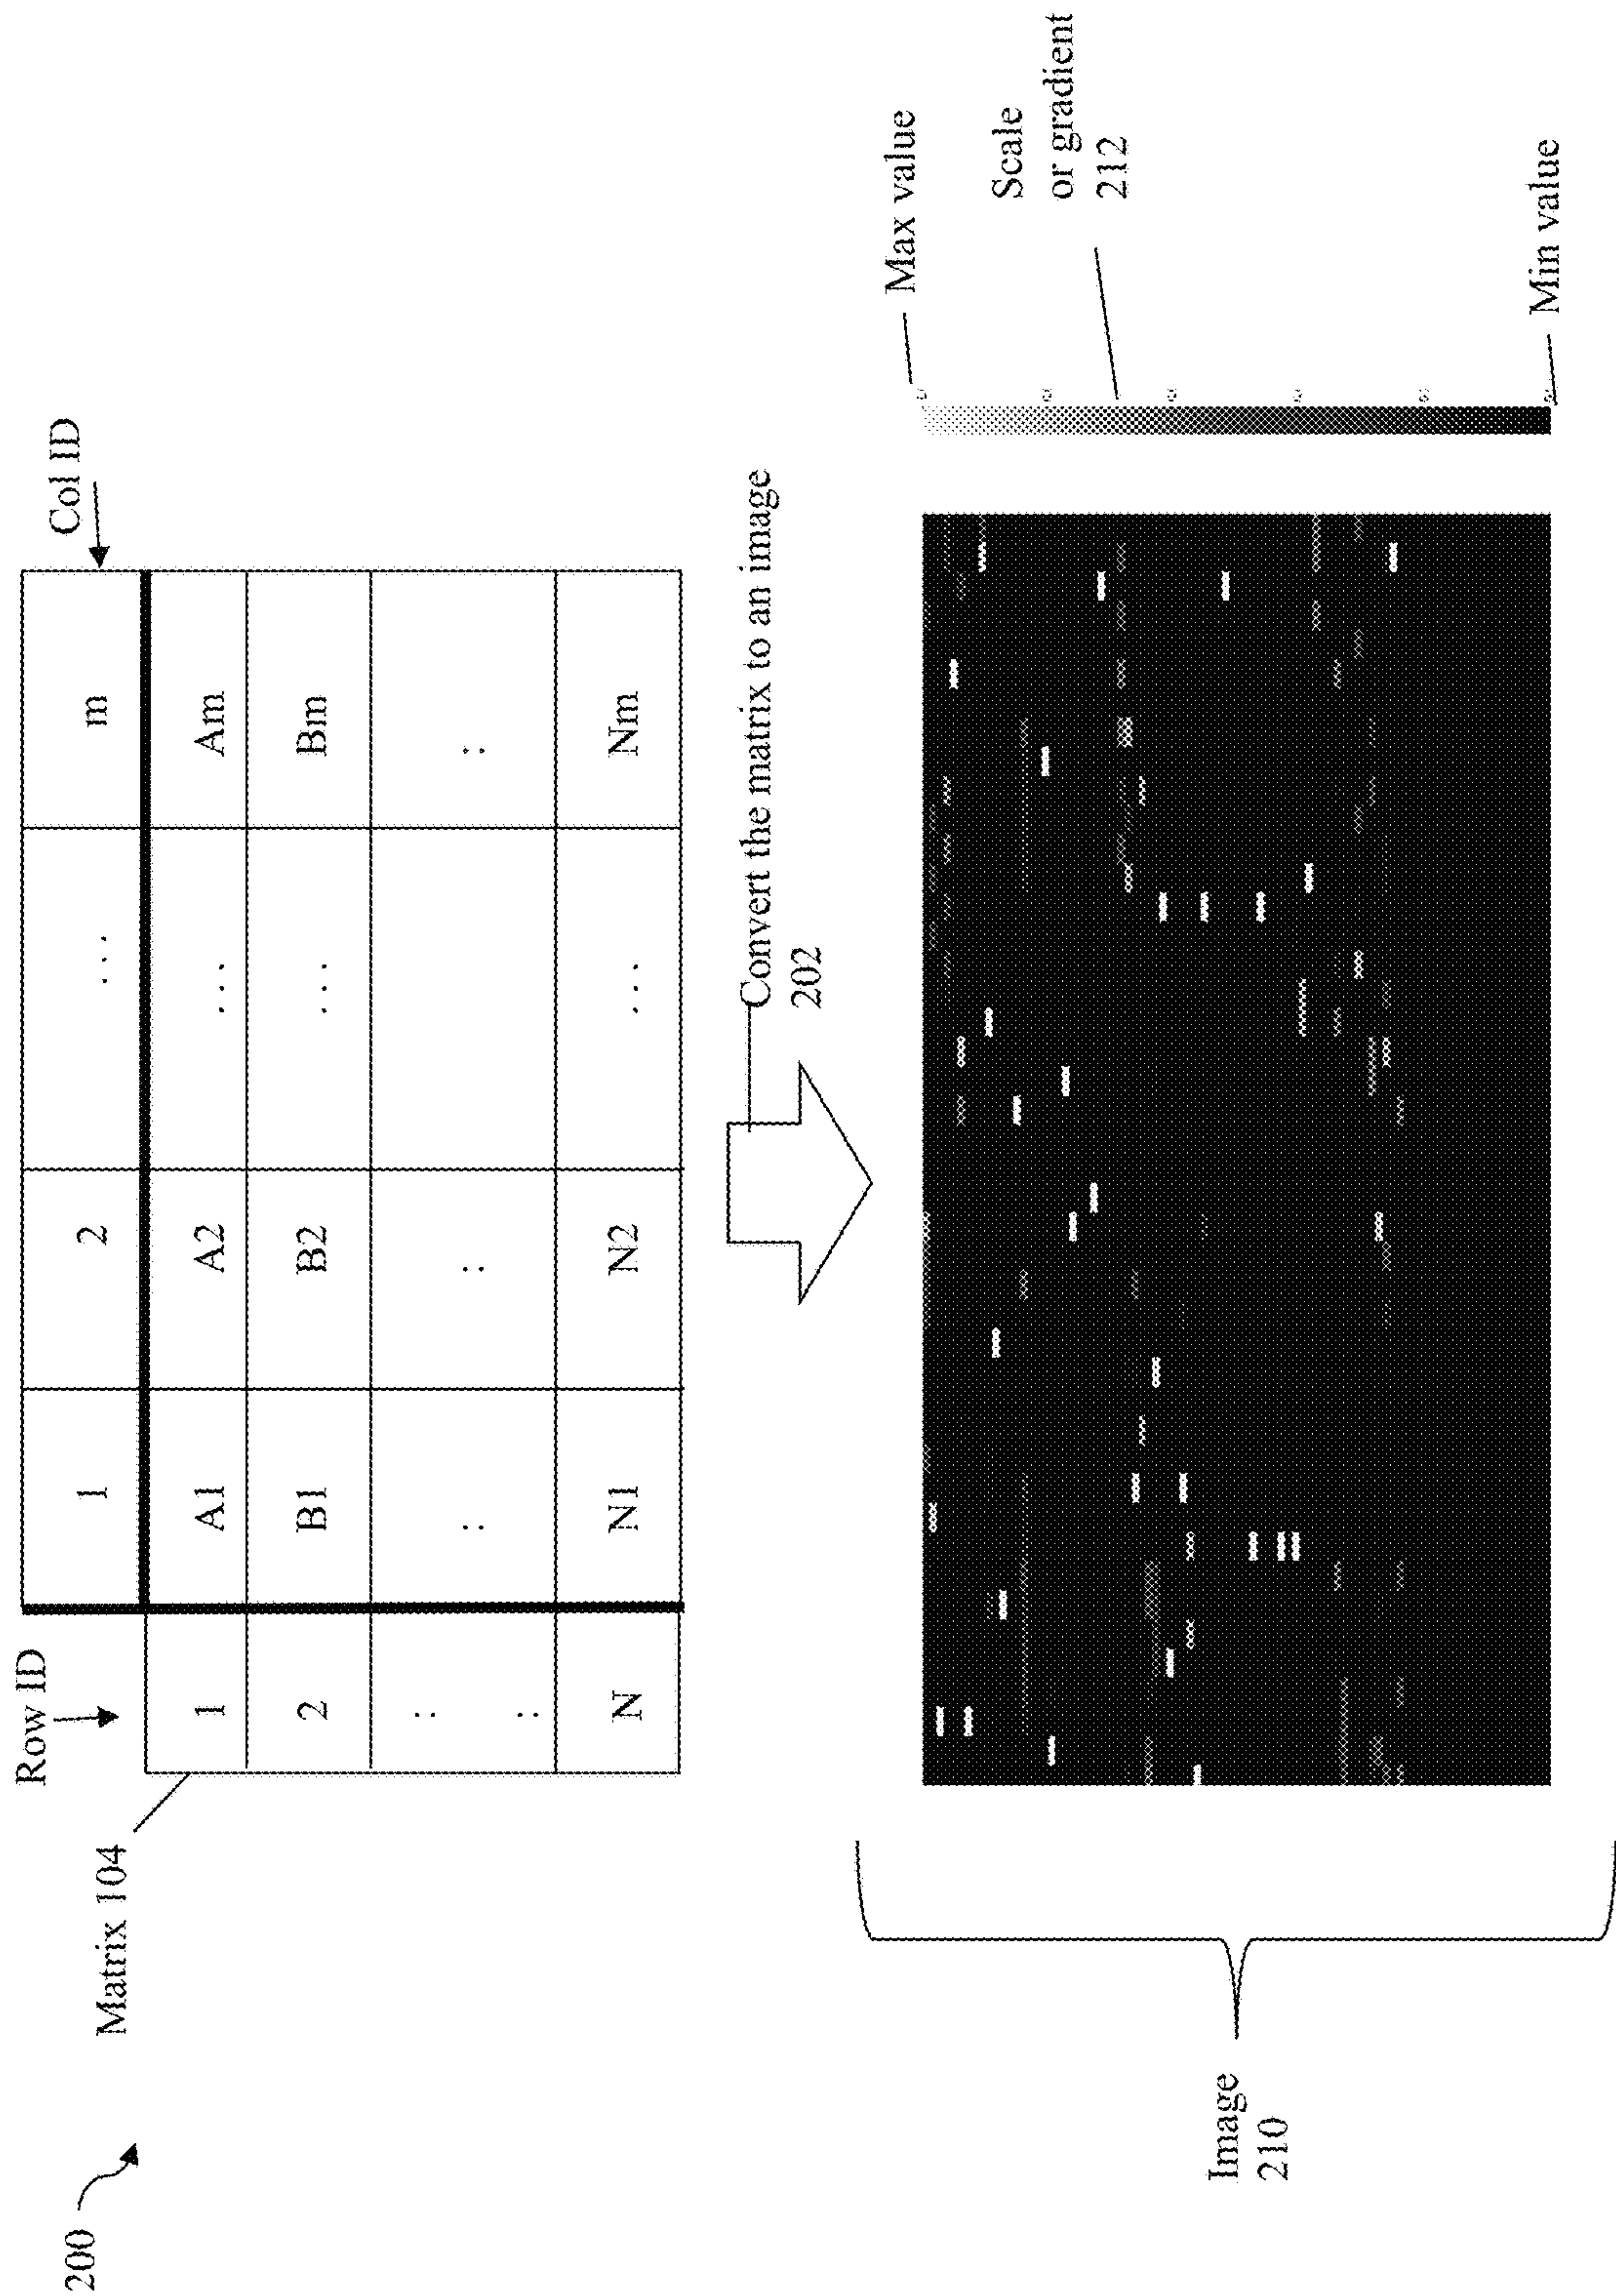 200
Matrix 104
Row ID
Col ID
1 2 ... m
1 A1 A2 ... Am
2 B1 B2 ... Bm
: : : :
:
N N1 N2 ... Nm
Convert the matrix to an image
202
Image
210
Max value
Scale
or gradient
212
Min value